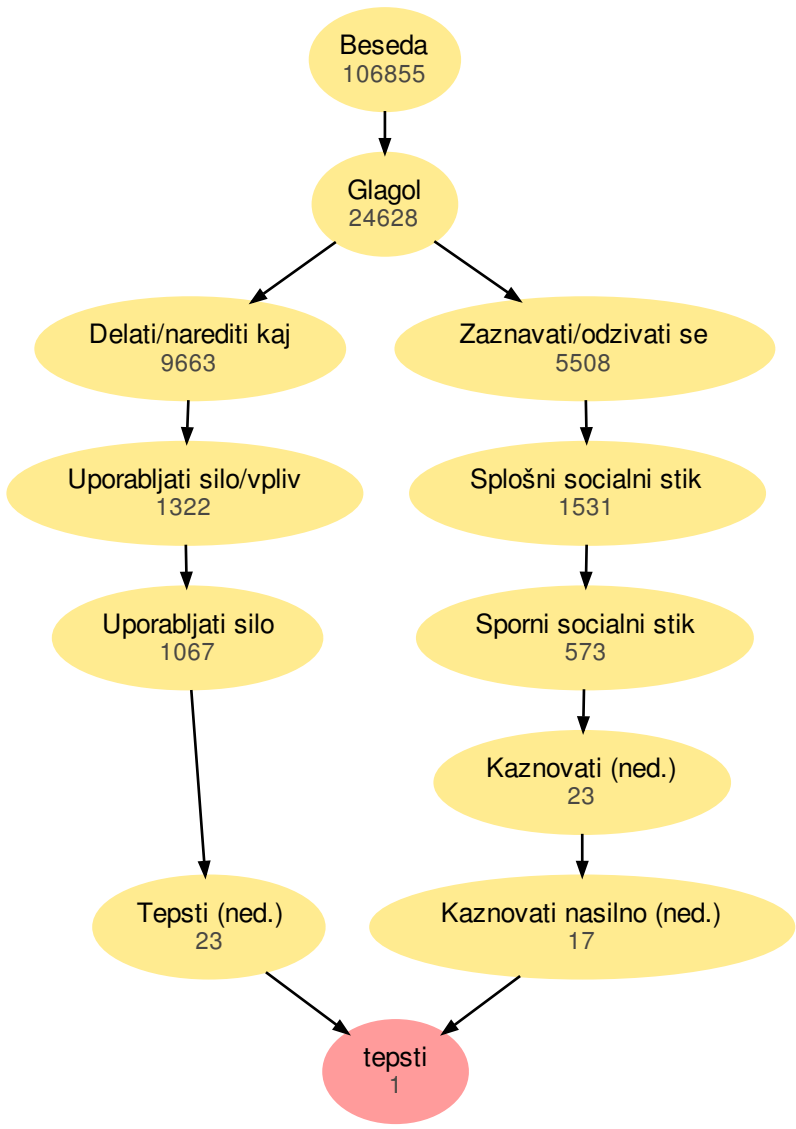 Beseda
106855
Glagol
24628
Delati/narediti kaj
9663
Zaznavati/odzivati se
5508
Uporabljati silo/vpliv
1322
Splošni socialni stik
1531
Uporabljati silo
1067
Sporni socialni stik
573
Kaznovati (ned.)
23
Tepsti (ned.)
23
Kaznovati nasilno (ned.)
17
tepsti
1